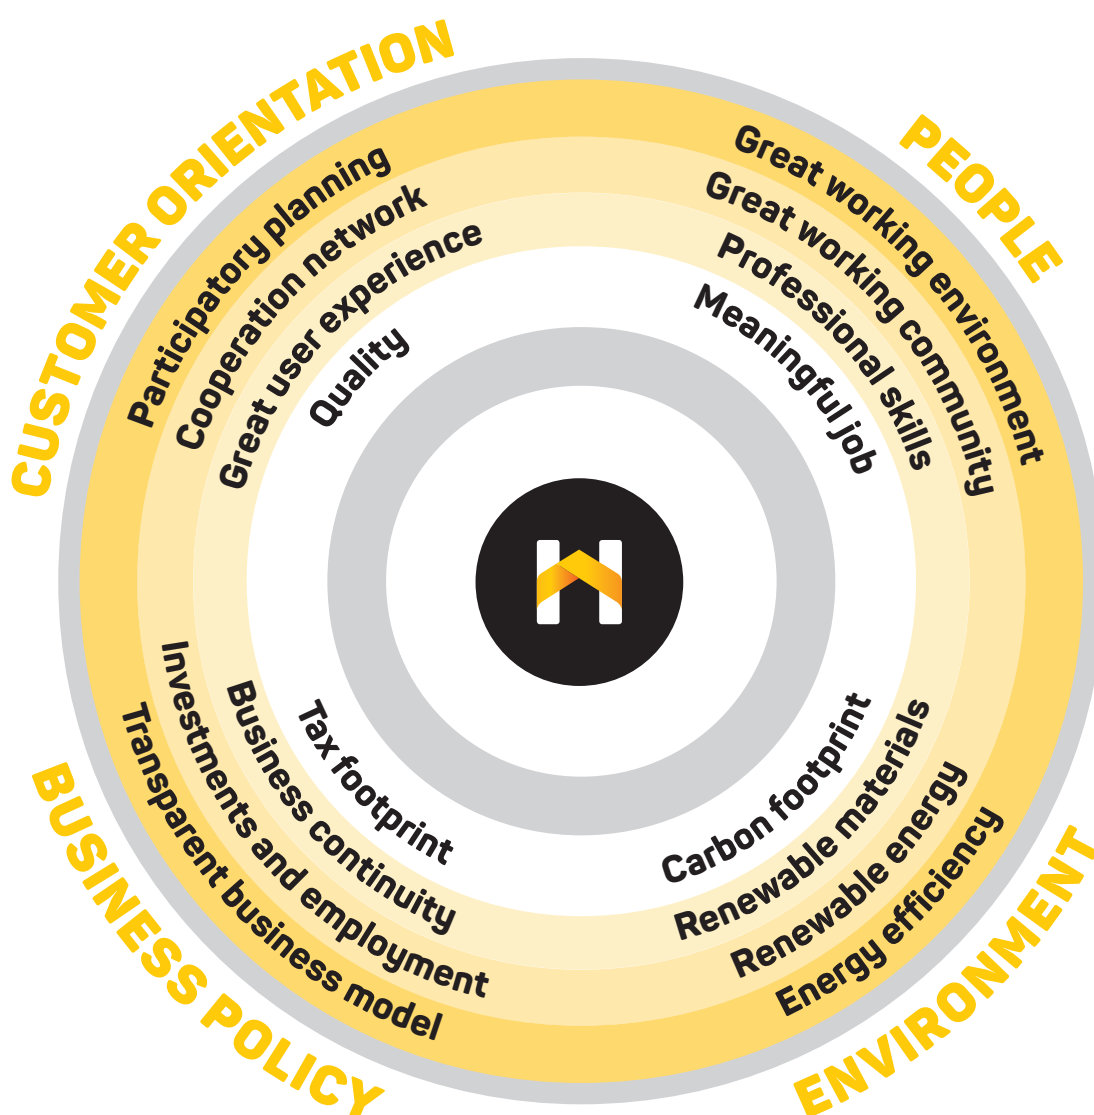 CUSTOMER ORIENTATION
Participatory planning
Cooperation network
Great user experience
Quality
PEOPLE
Great working environment
Great working community
Professional skills
Meaningful job
H
BUSINESS POLICY
Tax footprint
Business continuity
Investments and employment
Transparent business model
ENVIRONMENT
Carbon footprint
Renewable materials
Renewable energy
Energy efficiency